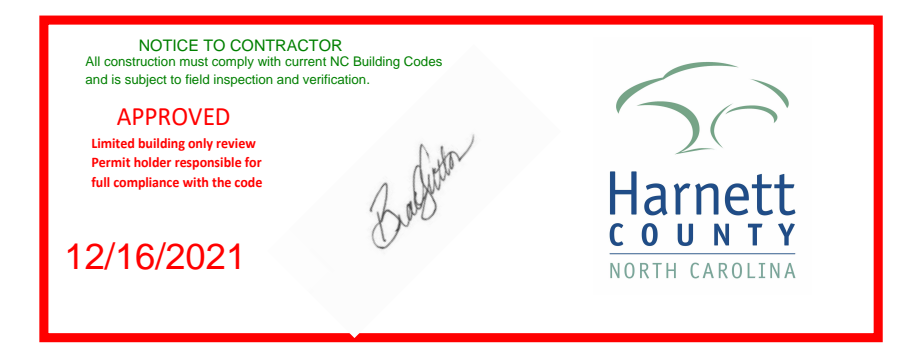 NOTICE TO CONTRACTOR
All construction must comply with current NC Building Codes
and is subject to field inspection and verification.
APPROVED
Limited building only review
Permit holder responsible for
full compliance with the code
12/16/2021
Harnett
COUNTY
NORTH CAROLINA